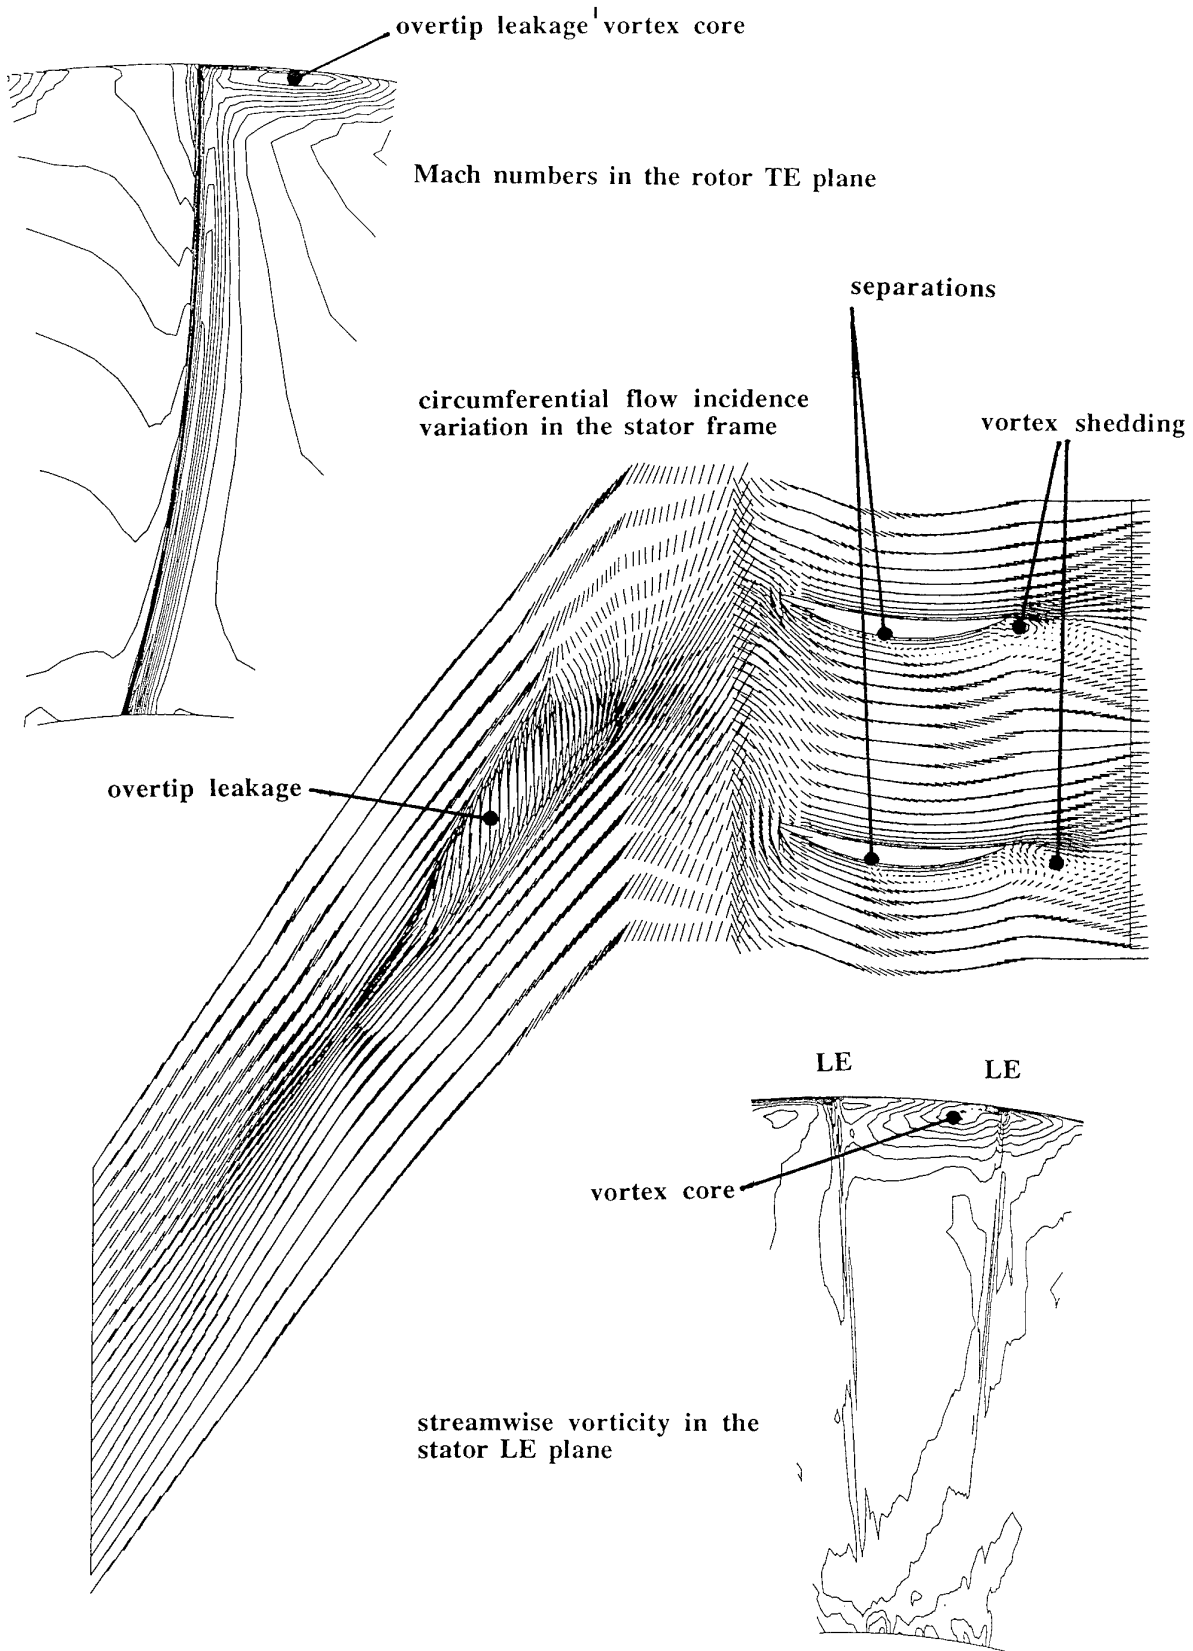 overtip leakage vortex core
Mach numbers in the rotor TE plane
separations
circumferential flow incidence
variation in the stator frame
vortex shedding
overtip leakage
LE
LE
vortex core
streamwise vorticity in the
stator LE plane